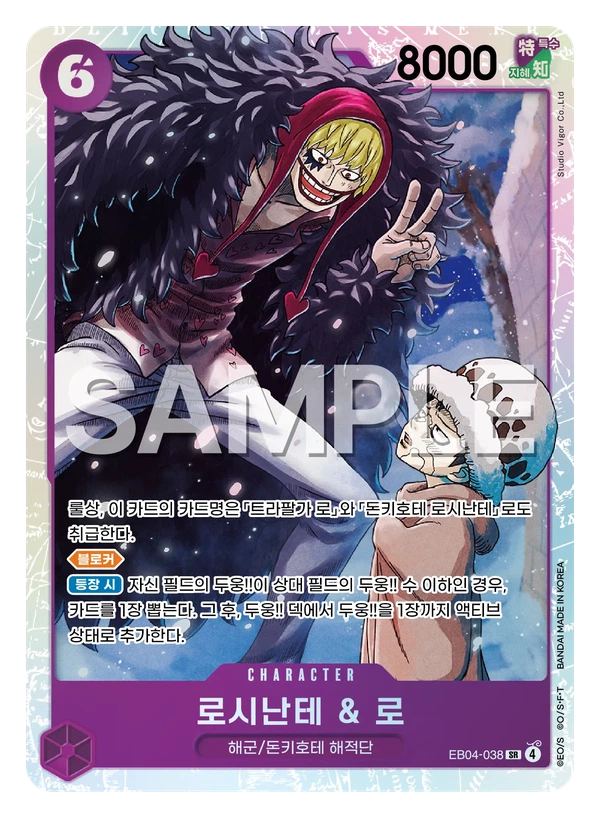 6
8000
特 특수
지혜 知
Studio Vigor Co.,Ltd
SAMPLE
룰상, 이 카드의 카드명은 「트라팔가 로」와 「돈키호테 로시난테」로도
취급한다.
블로커
등장 시 자신 필드의 두웅!!이 상대 필드의 두웅!! 수 이하인 경우,
카드를 1장 뽑는다. 그 후, 두웅!! 덱에서 두웅!!을 1장까지 액티브
상태로 추가한다.
CHARACTER
로시난테 & 로
해군/돈키호테 해적단
EB04-038 SR 4
©EO/S ©O/S·F·T BANDAI MADE IN KOREA